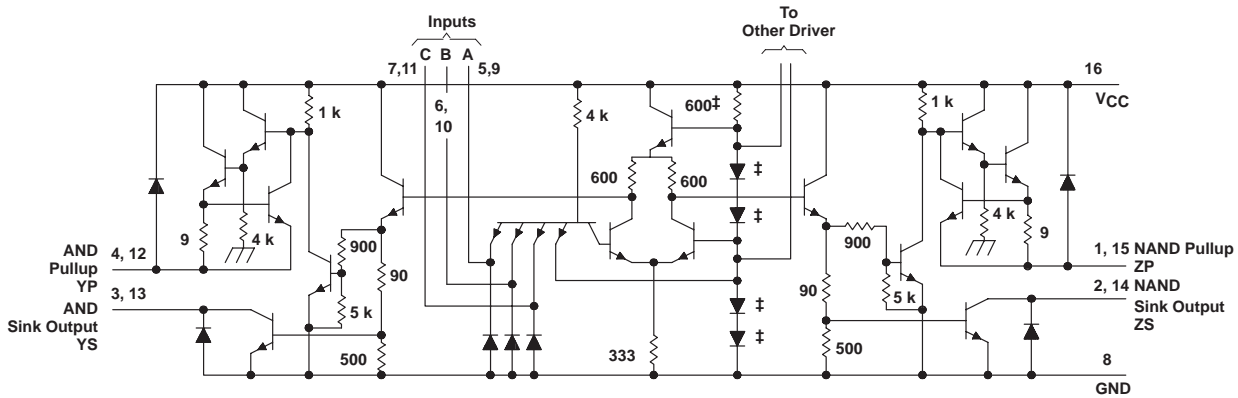 Inputs
C B A
7,11
5,9
6,
10
To
Other Driver
16
VCC
1 k
4 k
600‡
1 k
‡
600
600
‡
9
4 k
900
90
5 k
500
900
90
5 k
500
4 k
9
AND
Pullup
YP
4, 12
3, 13
AND
Sink Output
YS
1, 15 NAND Pullup
ZP
2, 14 NAND
Sink Output
ZS
‡
‡
333
8
GND